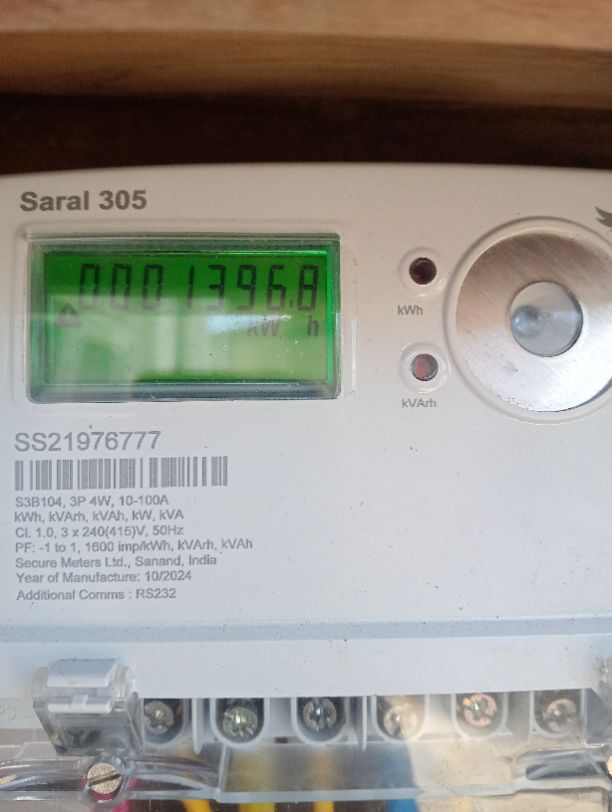 Saral 305
0001396.8
kW h
kWh
kVArh
SS21976777
S3B104, 3P 4W, 10-100A
kWh, kVArh, kVAh, kW, kVA
Cl. 1.0, 3 x 240(415)V, 50Hz
PF: -1 to 1, 1600 imp/kWh, kVArh, kVAh
Secure Meters Ltd., Sanand, India
Year of Manufacture: 10/2024
Additional Comms : RS232